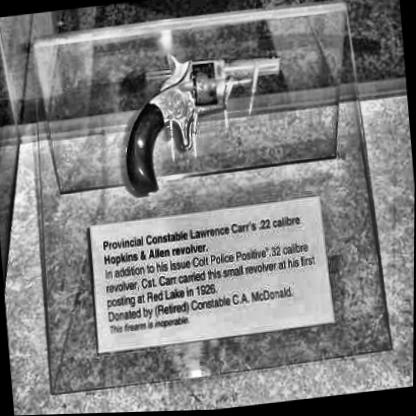 Provincial Constable Lawrence Carr's .22 calibre
Hopkins & Allen revolver.
In addition to his issue Colt Police Positive .32 calibre
revolver, Cst. Carr carried this small revolver at his first
posting at Red Lake in 1926.
Donated by (Retired) Constable C.A. McDonald.
This firearm is inoperable.